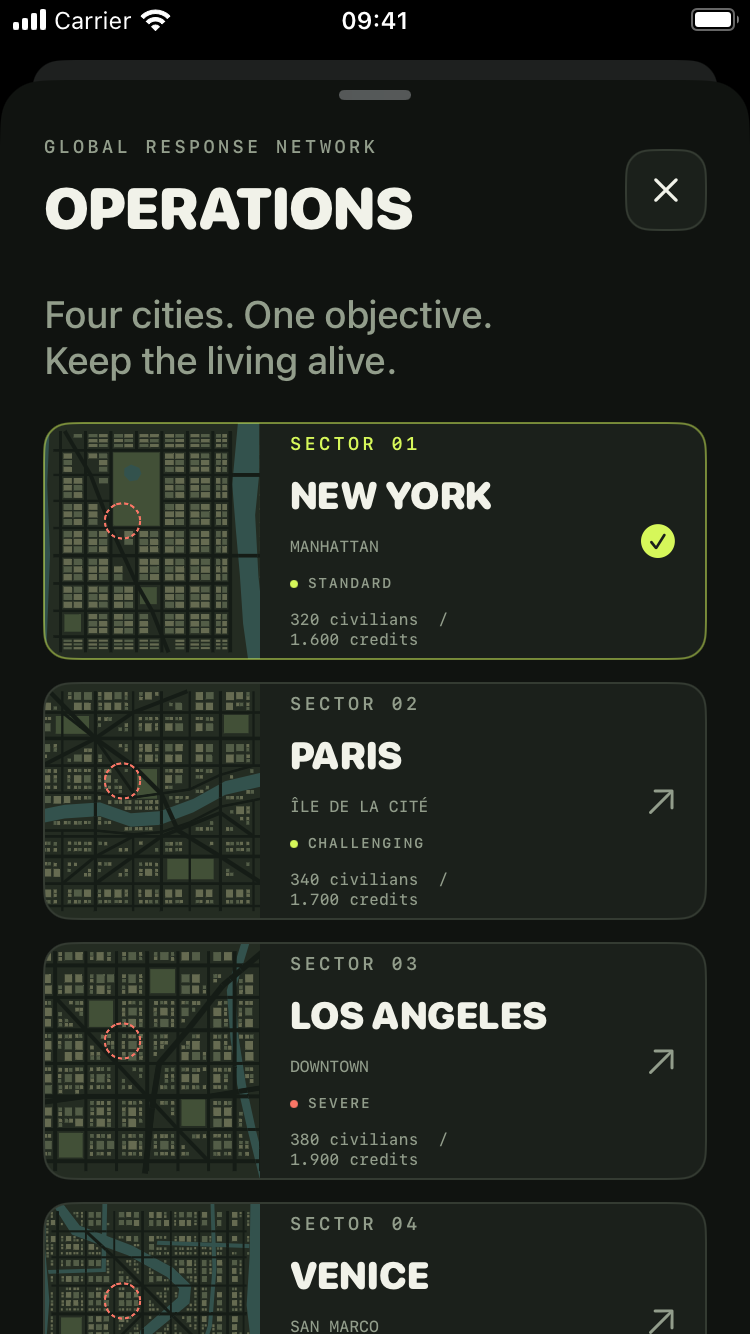 Carrier
09:41
GLOBAL RESPONSE NETWORK
OPERATIONS
Four cities. One objective.
Keep the living alive.
SECTOR 01
NEW YORK
MANHATTAN
STANDARD
320 civilians /
1.600 credits
SECTOR 02
PARIS
ÎLE DE LA CITÉ
CHALLENGING
340 civilians /
1.700 credits
SECTOR 03
LOS ANGELES
DOWNTOWN
SEVERE
380 civilians /
1.900 credits
SECTOR 04
VENICE
SAN MARCO